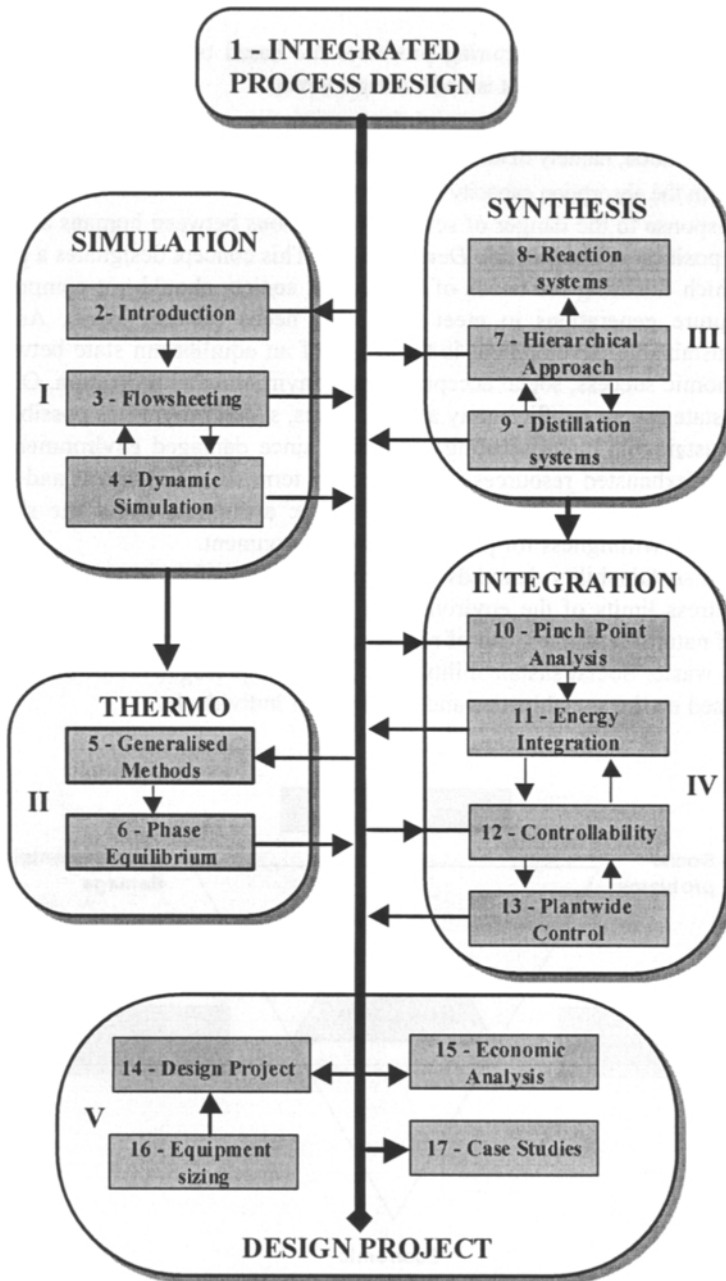 1 - INTEGRATED
PROCESS DESIGN
SIMULATION
2- Introduction
I
3 - Flowsheeting
4 - Dynamic
Simulation
SYNTHESIS
8- Reaction
systems
III
7 - Hierarchical
Approach
9 - Distillation
systems
THERMO
5 - Generalised
Methods
II
6 - Phase
Equilibrium
INTEGRATION
10 - Pinch Point
Analysis
11 - Energy
Integration
IV
12 - Controllability
13 - Plantwide
Control
14 - Design Project
15 - Economic
Analysis
V
16 - Equipment
sizing
17 - Case Studies
DESIGN PROJECT